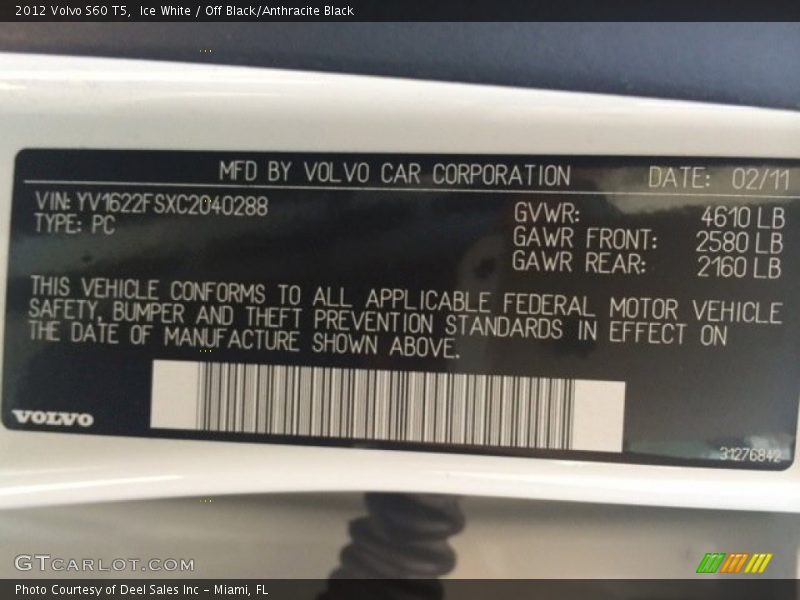 2012 Volvo S60 T5,  Ice White / Off Black/Anthracite Black
MFD BY VOLVO CAR CORPORATION DATE: 02/11
VIN: YV1622FSXC2040288
TYPE: PC
GVWR: 4610 LB
GAWR FRONT: 2580 LB
GAWR REAR: 2160 LB
THIS VEHICLE CONFORMS TO ALL APPLICABLE FEDERAL MOTOR VEHICLE
SAFETY, BUMPER AND THEFT PREVENTION STANDARDS IN EFFECT ON
THE DATE OF MANUFACTURE SHOWN ABOVE.
VOLVO
31276842
GTCARLOT.COM
Photo Courtesy of Deel Sales Inc – Miami, FL